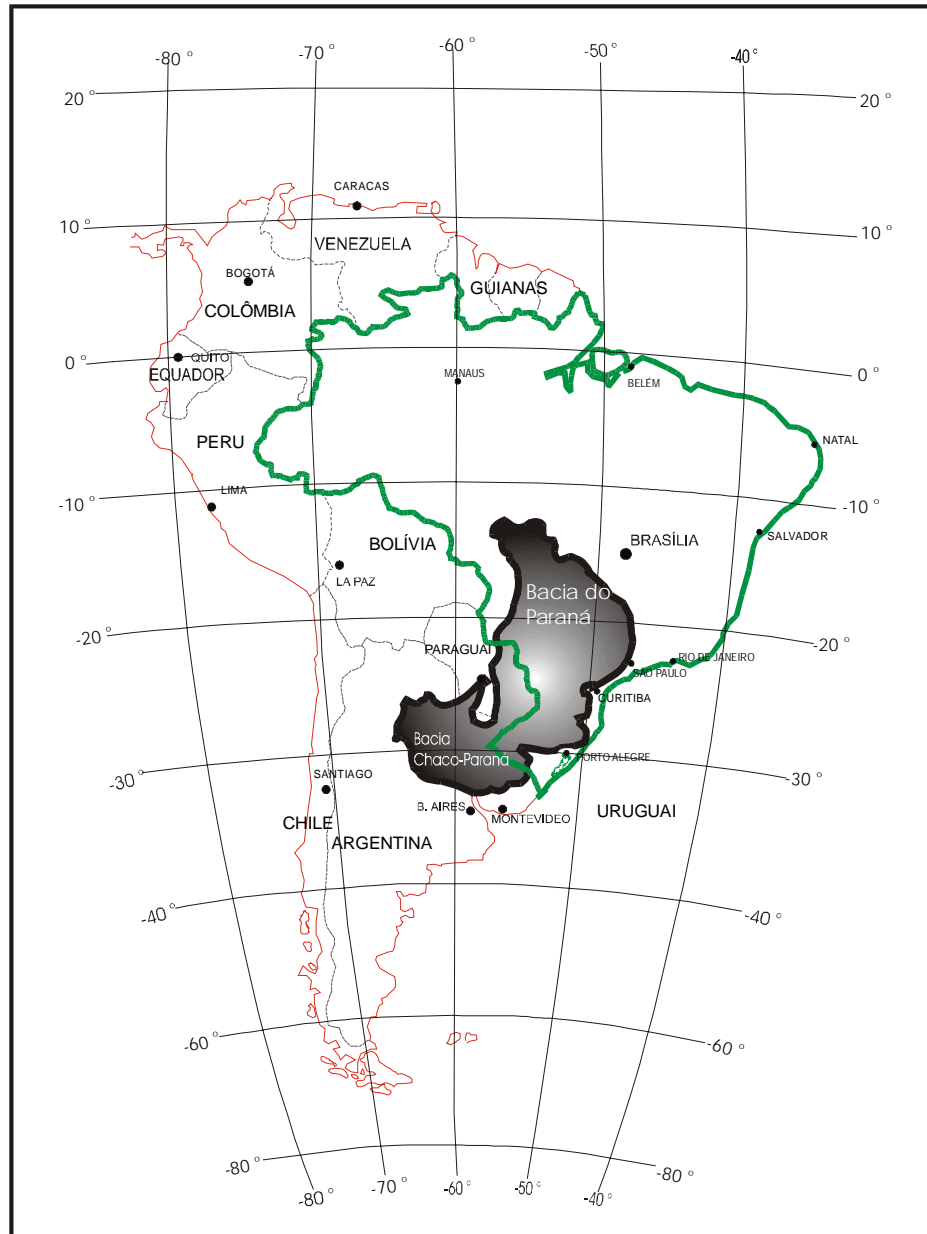 -80 °
-70 °
-60 °
-50 °
-40°
20 °
20 °
CARACAS
10 °
10 °
VENEZUELA
BOGOTÁ
GUIANAS
COLÔMBIA
0 °
QUITO
EQUADOR
MANAUS
BELÉM
0 °
PERU
NATAL
LIMA
-10 °
-10 °
BOLÍVIA
BRASÍLIA
SALVADOR
LA PAZ
Bacia do
Paraná
-20 °
-20 °
PARAGUAI
RIO DE JANEIRO
SÃO PAULO
CURITIBA
Bacia
Chaco-Paraná
PORTO ALEGRE
-30 °
-30 °
SANTIAGO
B. AIRES
MONTEVIDEO
URUGUAI
CHILE
ARGENTINA
-40°
-40 °
-60 °
-60 °
-80 °
-80 °
-80 °
-70 °
-60 °
-50 °
-40 °